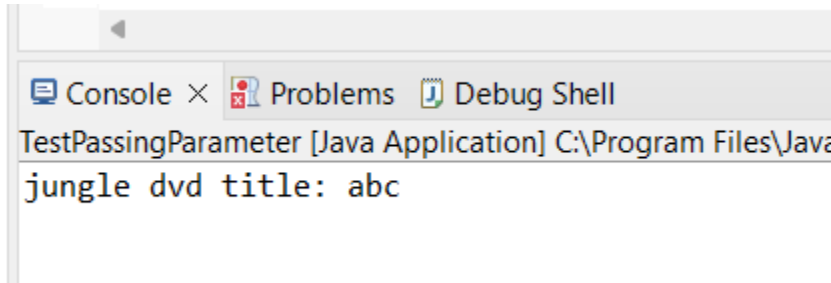 Console Problems Debug Shell
TestPassingParameter [Java Application] C:\Program Files\Java
jungle dvd title: abc